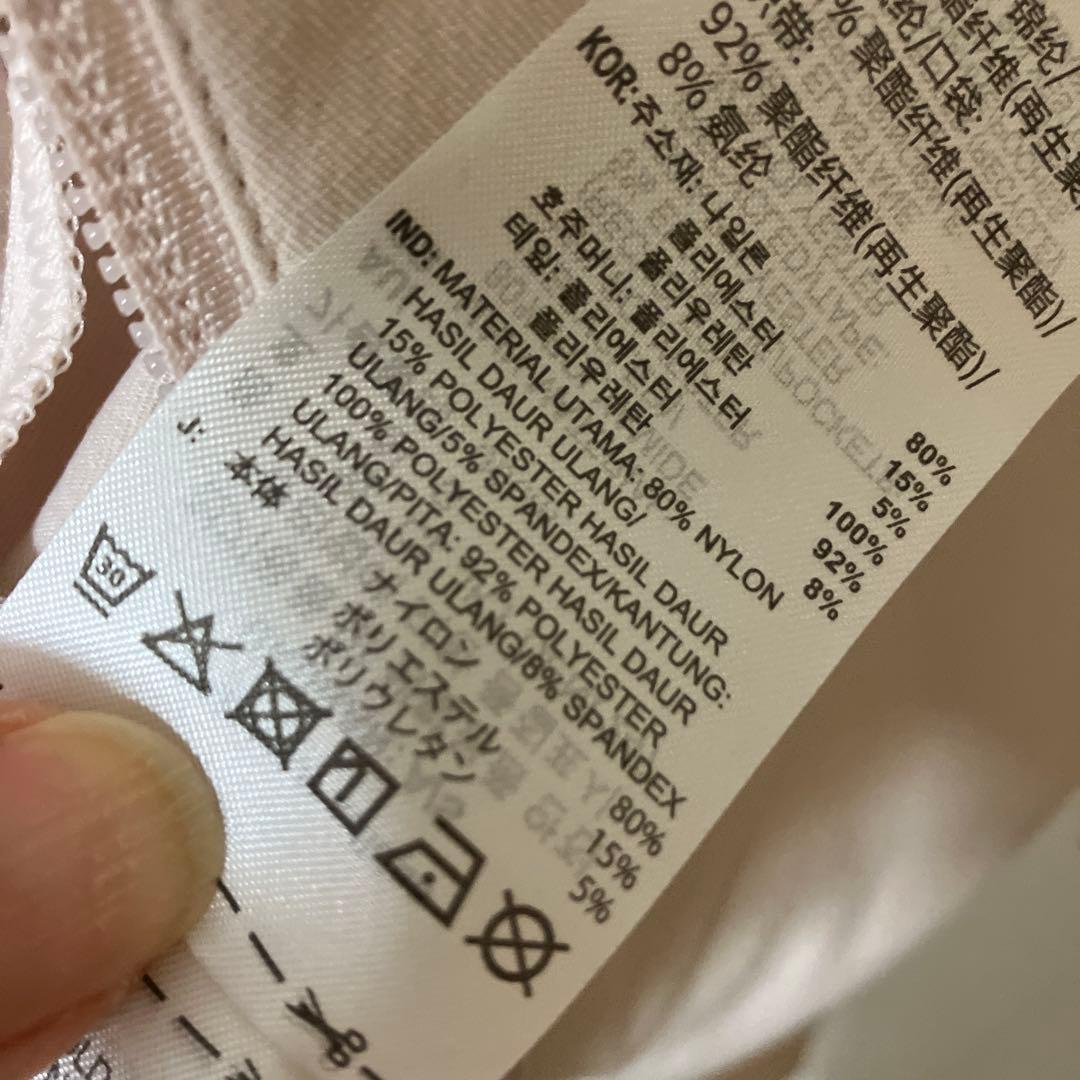 锦纶/
酯纤维(再生聚
纶/口袋:
% 聚酯纤维(再生聚酯)/
织带:
92% 聚酯纤维(再生聚酯)/
8% 氨纶
KOR: 주소재: 나일론 80%
폴리에스터 15%
폴리우레탄 5%
호주머니: 폴리에스터 100%
테잎: 폴리에스터 92%
폴리우레탄 8%
IND: MATERIAL UTAMA: 80% NYLON
HASIL DAUR ULANG/
15% POLYESTER HASIL DAUR
ULANG/5% SPANDEX/KANTUNG:
100% POLYESTER HASIL DAUR
ULANG/PITA: 92% POLYESTER
HASIL DAUR ULANG/8% SPANDEX
J:
本体 ナイロン 80%
ポリエステル 15%
ポリウレタン 5%
30